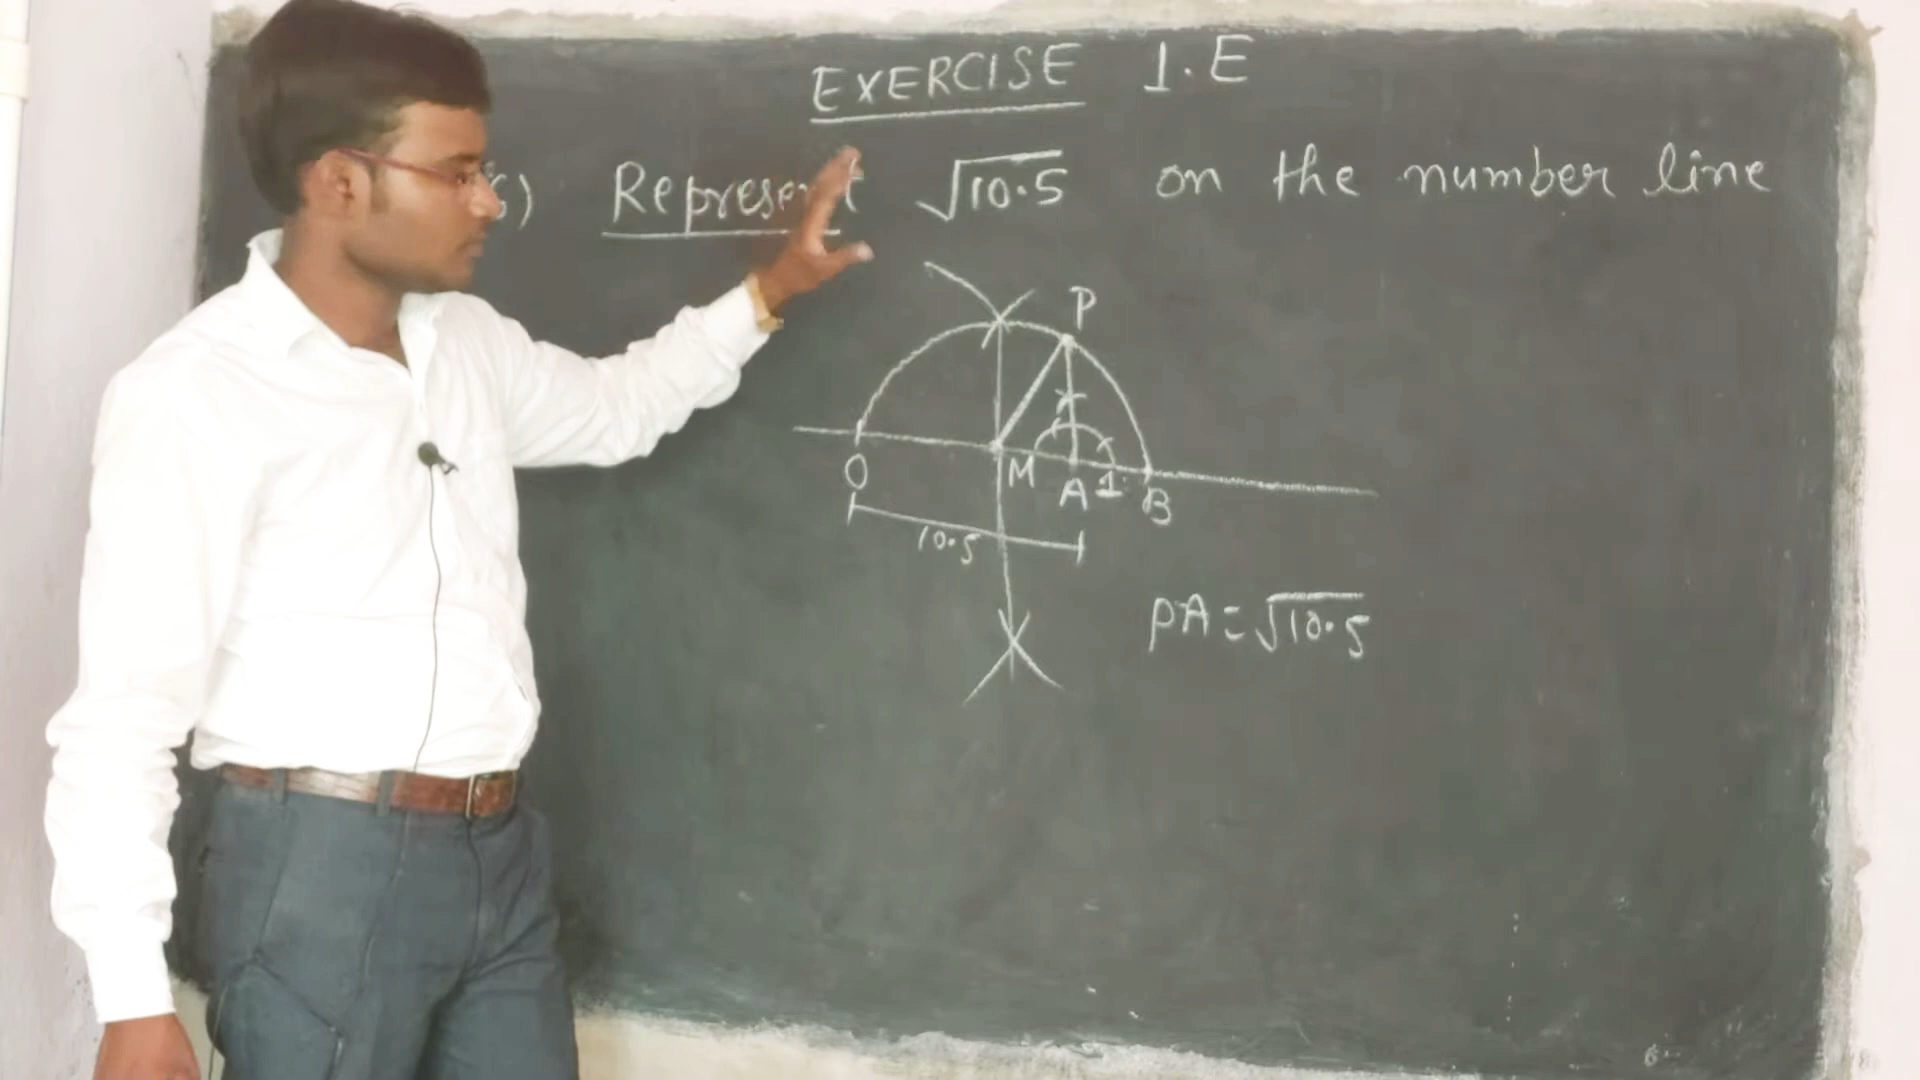 EXERCISE 1.E
) Represent √10.5 on the number line
P
O M A 1 B
10.5
PA = √10.5